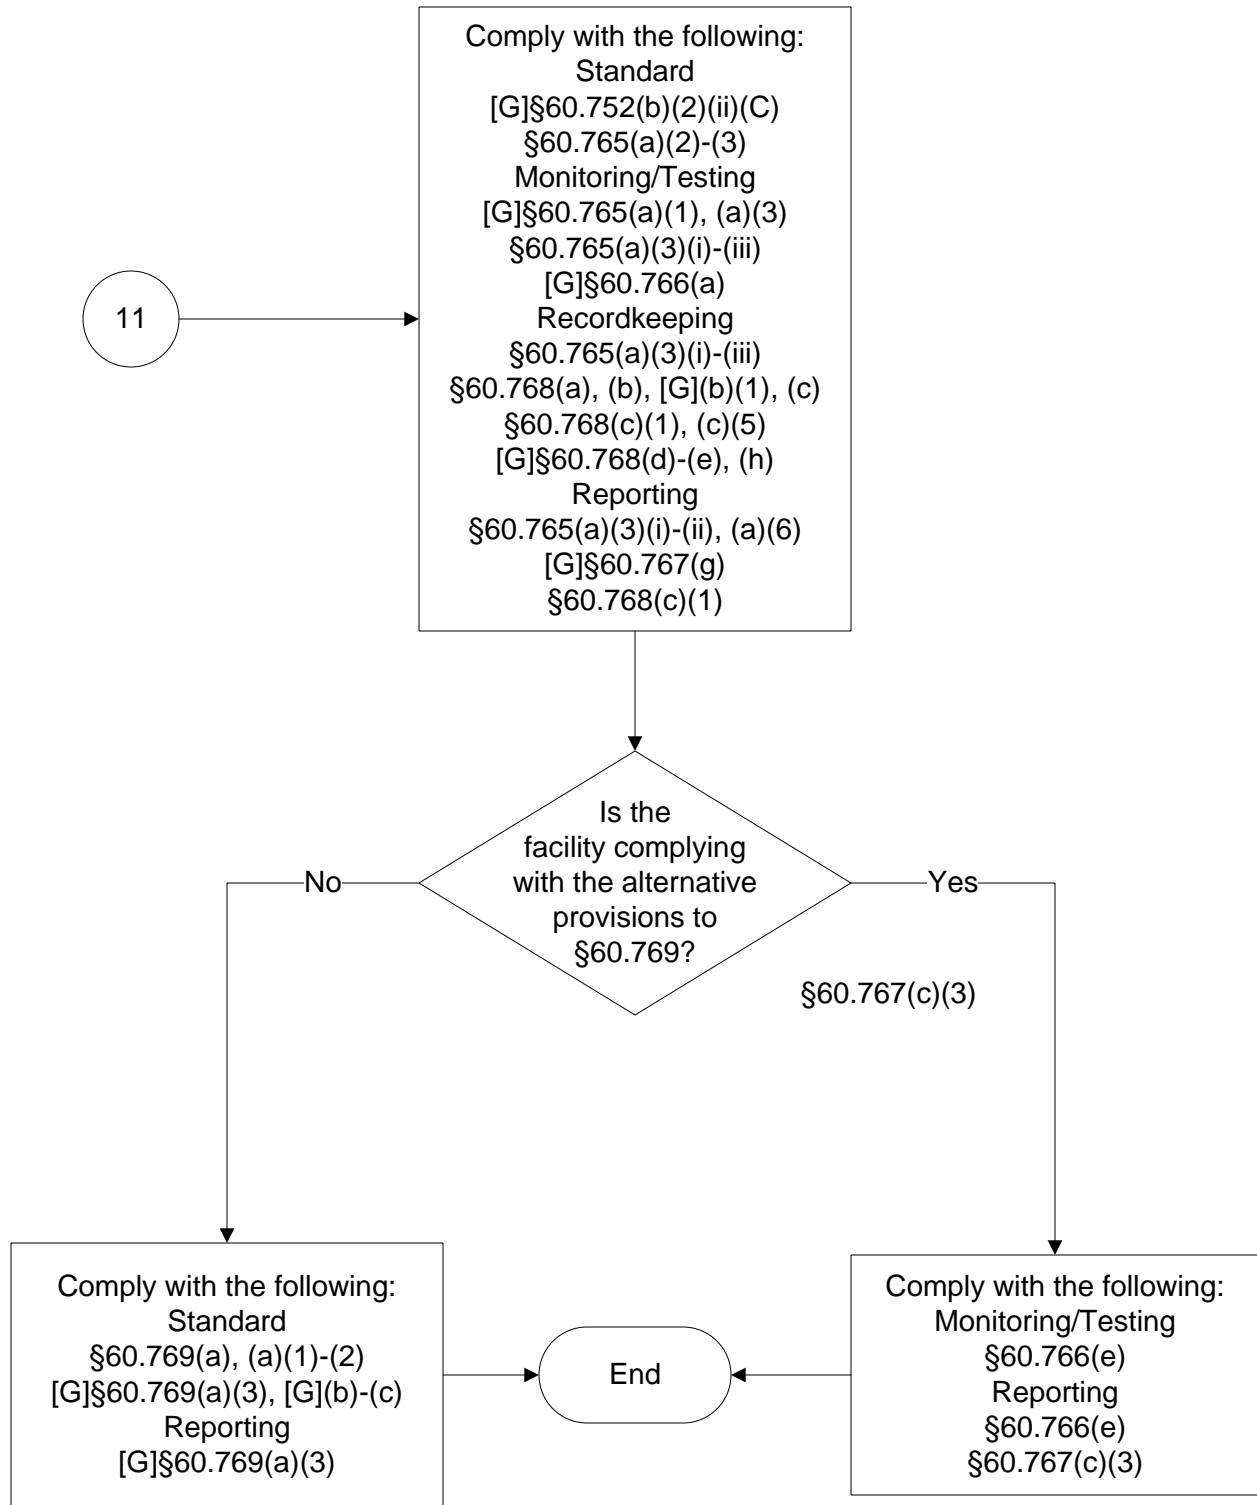 Comply with the following:
Standard
[G]§60.752(b)(2)(ii)(C)
§60.765(a)(2)-(3)
Monitoring/Testing
[G]§60.765(a)(1), (a)(3)
§60.765(a)(3)(i)-(iii)
[G]§60.766(a)
Recordkeeping
§60.765(a)(3)(i)-(iii)
§60.768(a), (b), [G](b)(1), (c)
§60.768(c)(1), (c)(5)
[G]§60.768(d)-(e), (h)
Reporting
§60.765(a)(3)(i)-(ii), (a)(6)
[G]§60.767(g)
§60.768(c)(1)
11
Is the
facility complying
with the alternative
provisions to
§60.769?
No
Yes
§60.767(c)(3)
Comply with the following:
Standard
§60.769(a), (a)(1)-(2)
[G]§60.769(a)(3), [G](b)-(c)
Reporting
[G]§60.769(a)(3)
End
Comply with the following:
Monitoring/Testing
§60.766(e)
Reporting
§60.766(e)
§60.767(c)(3)